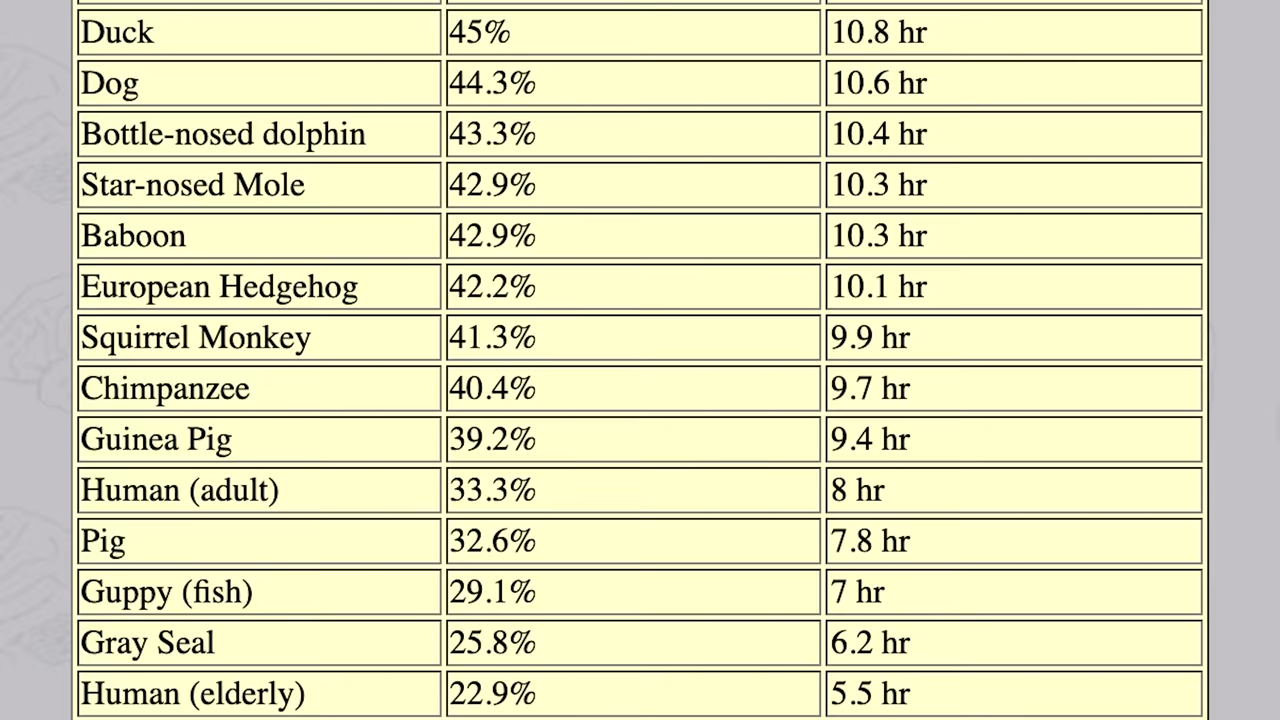 Duck 45% 10.8 hr
Dog 44.3% 10.6 hr
Bottle-nosed dolphin 43.3% 10.4 hr
Star-nosed Mole 42.9% 10.3 hr
Baboon 42.9% 10.3 hr
European Hedgehog 42.2% 10.1 hr
Squirrel Monkey 41.3% 9.9 hr
Chimpanzee 40.4% 9.7 hr
Guinea Pig 39.2% 9.4 hr
Human (adult) 33.3% 8 hr
Pig 32.6% 7.8 hr
Guppy (fish) 29.1% 7 hr
Gray Seal 25.8% 6.2 hr
Human (elderly) 22.9% 5.5 hr